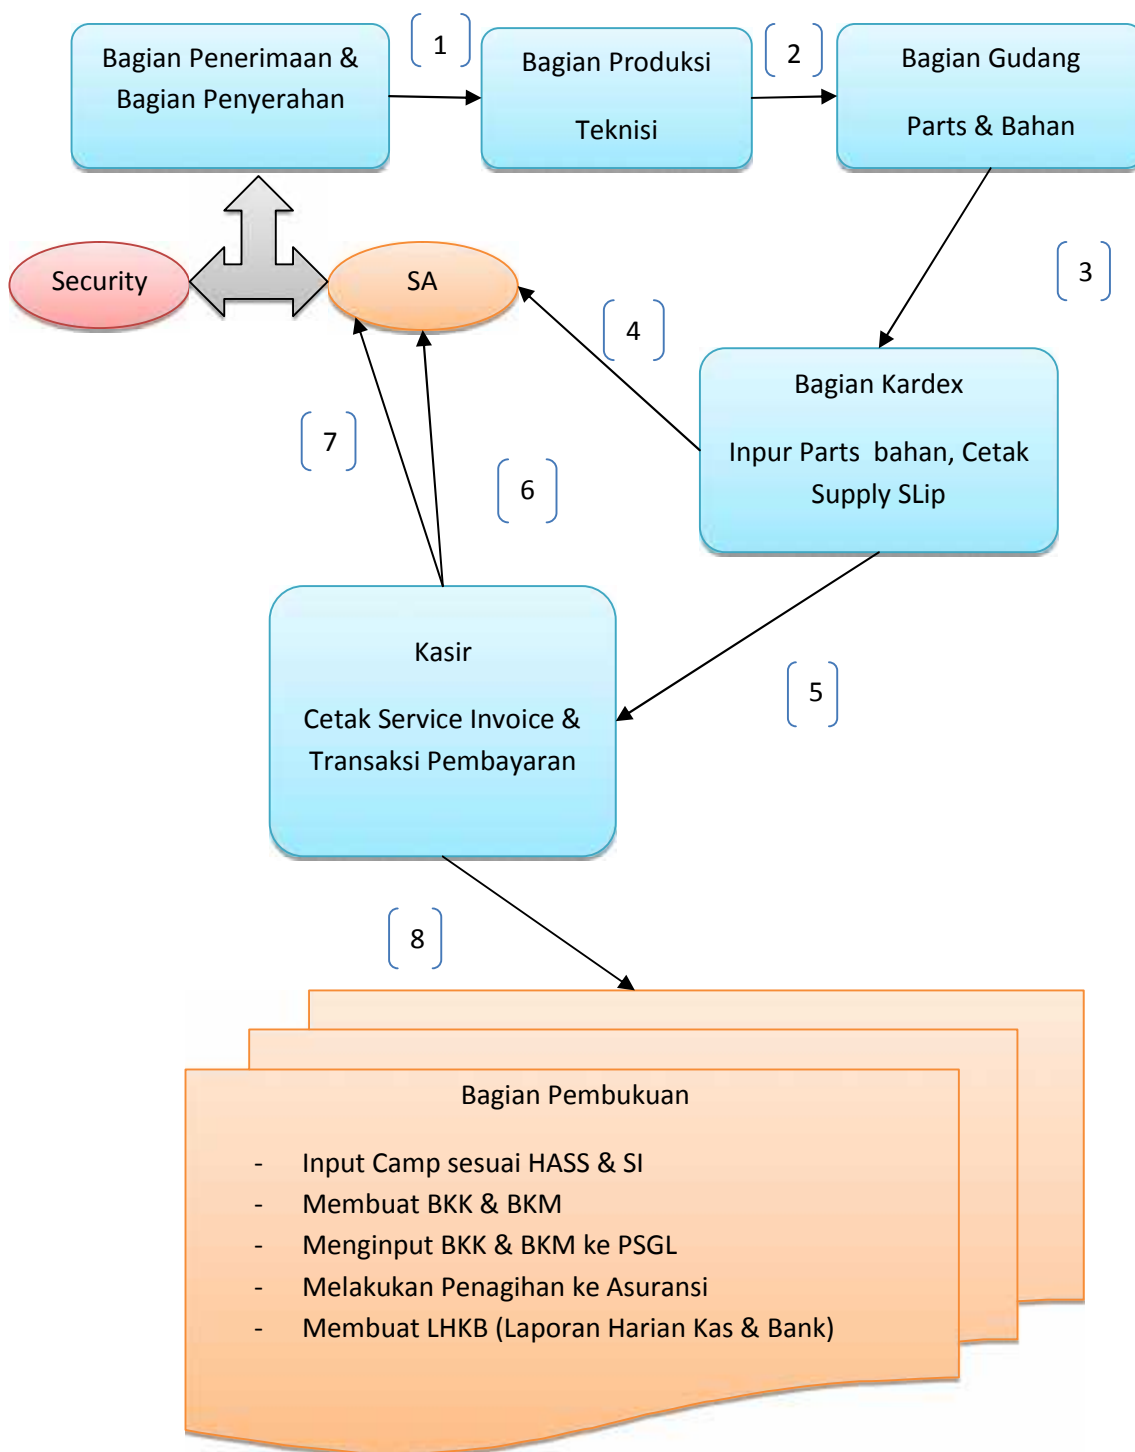 Bagian Penerimaan &
Bagian Penyerahan
1
Bagian Produksi
Teknisi
2
Bagian Gudang
Parts & Bahan
Security
SA
3
4
Bagian Kardex
Inpur Parts bahan, Cetak
Supply SLip
7
6
5
Kasir
Cetak Service Invoice &
Transaksi Pembayaran
8
Bagian Pembukuan
- Input Camp sesuai HASS & SI
- Membuat BKK & BKM
- Menginput BKK & BKM ke PSGL
- Melakukan Penagihan ke Asuransi
- Membuat LHKB (Laporan Harian Kas & Bank)